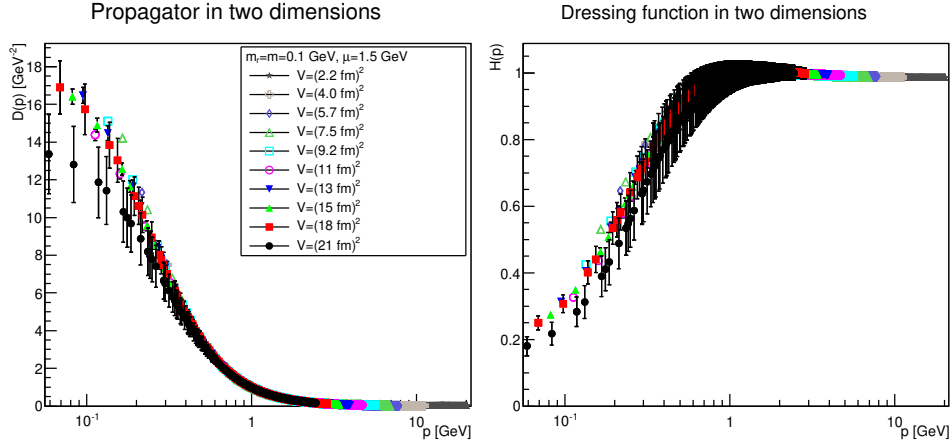 Propagator in two dimensions
D(p) [GeV⁻²]
18
16
14
12
10
8
6
4
2
0
10⁻¹
1
10
p [GeV]
mᵣ=m=0.1 GeV, μ=1.5 GeV
V=(2.2 fm)²
V=(4.0 fm)²
V=(5.7 fm)²
V=(7.5 fm)²
V=(9.2 fm)²
V=(11 fm)²
V=(13 fm)²
V=(15 fm)²
V=(18 fm)²
V=(21 fm)²
Dressing function in two dimensions
H(p)
1
0.8
0.6
0.4
0.2
0
10⁻¹
1
10
p [GeV]